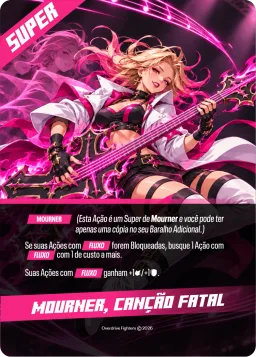 SUPER
MOURNER (Esta Ação é um Super de Mourner e você pode ter
apenas uma cópia no seu Baralho Adicional.)
Se suas Ações com FLUXO forem Bloqueadas, busque 1 Ação com
FLUXO com 1 de custo a mais.
Suas Ações com FLUXO ganham +1/+1.
MOURNER, CANÇÃO FATAL
Overdrive Fighters © 2026